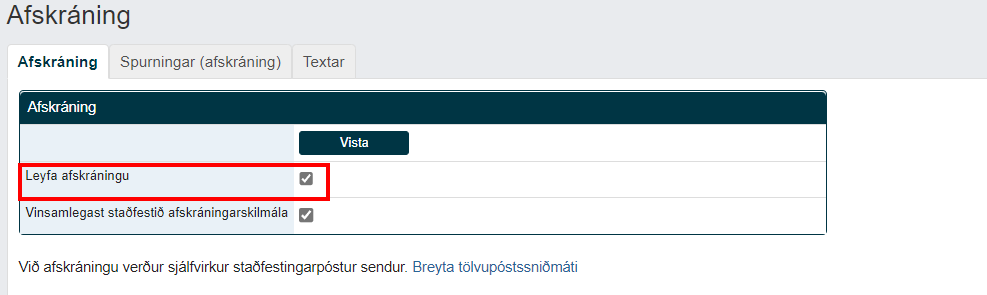 Afskráning
Afskráning
Spurningar (afskráning)
Textar
Afskráning
Vista
Leyfa afskráningu
Vinsamlegast staðfestið afskráningarskilmála
Við afskráningu verður sjálfvirkur staðfestingarpóstur sendur. Breyta tölvupóstssniðmáti